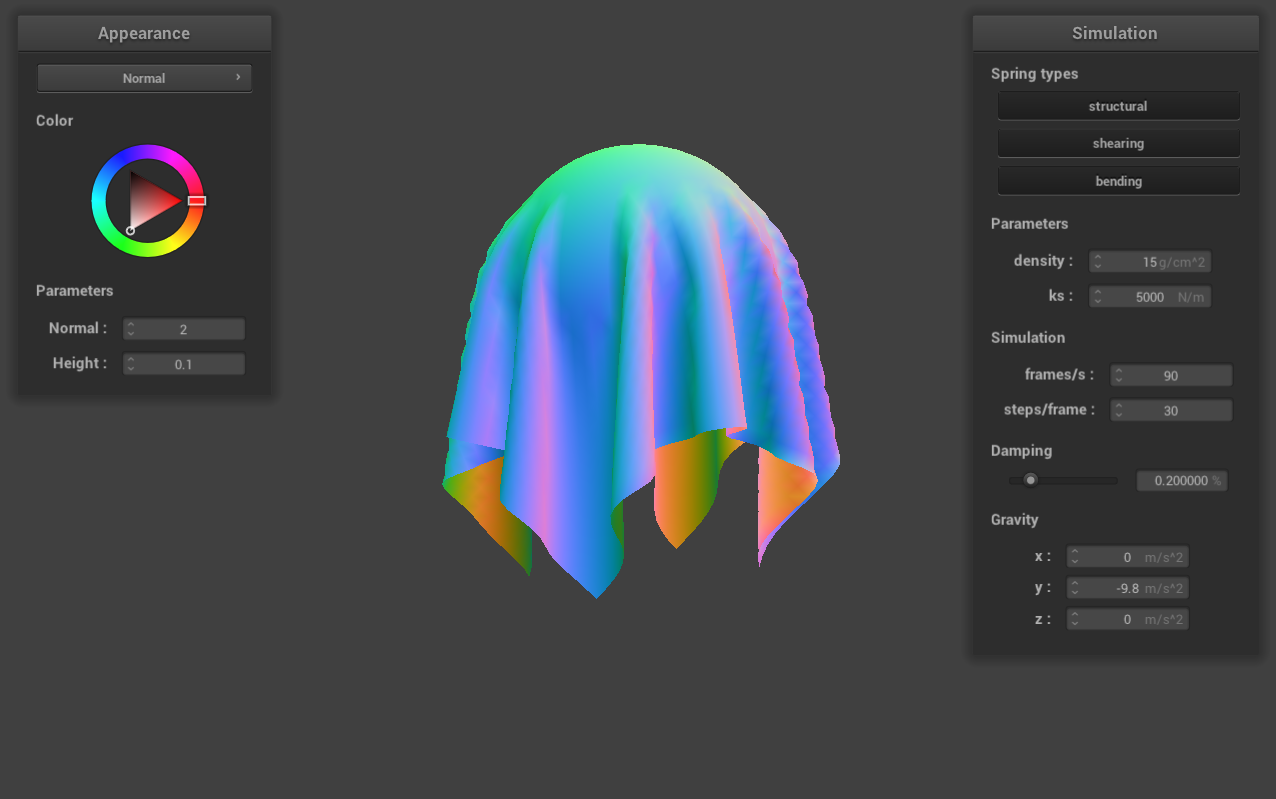 Appearance
Normal ›
Color
Parameters
Normal : 2
Height : 0.1
Simulation
Spring types
structural
shearing
bending
Parameters
density : 15 g/cm^2
ks : 5000 N/m
Simulation
frames/s : 90
steps/frame : 30
Damping
0.200000 %
Gravity
x : 0 m/s^2
y : -9.8 m/s^2
z : 0 m/s^2